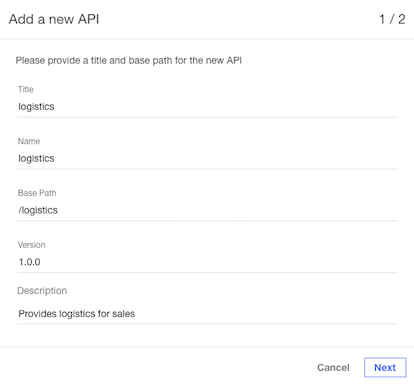 Add a new API 1 / 2
Please provide a title and base path for the new API
Title
logistics
Name
logistics
Base Path
/logistics
Version
1.0.0
Description
Provides logistics for sales
Cancel Next